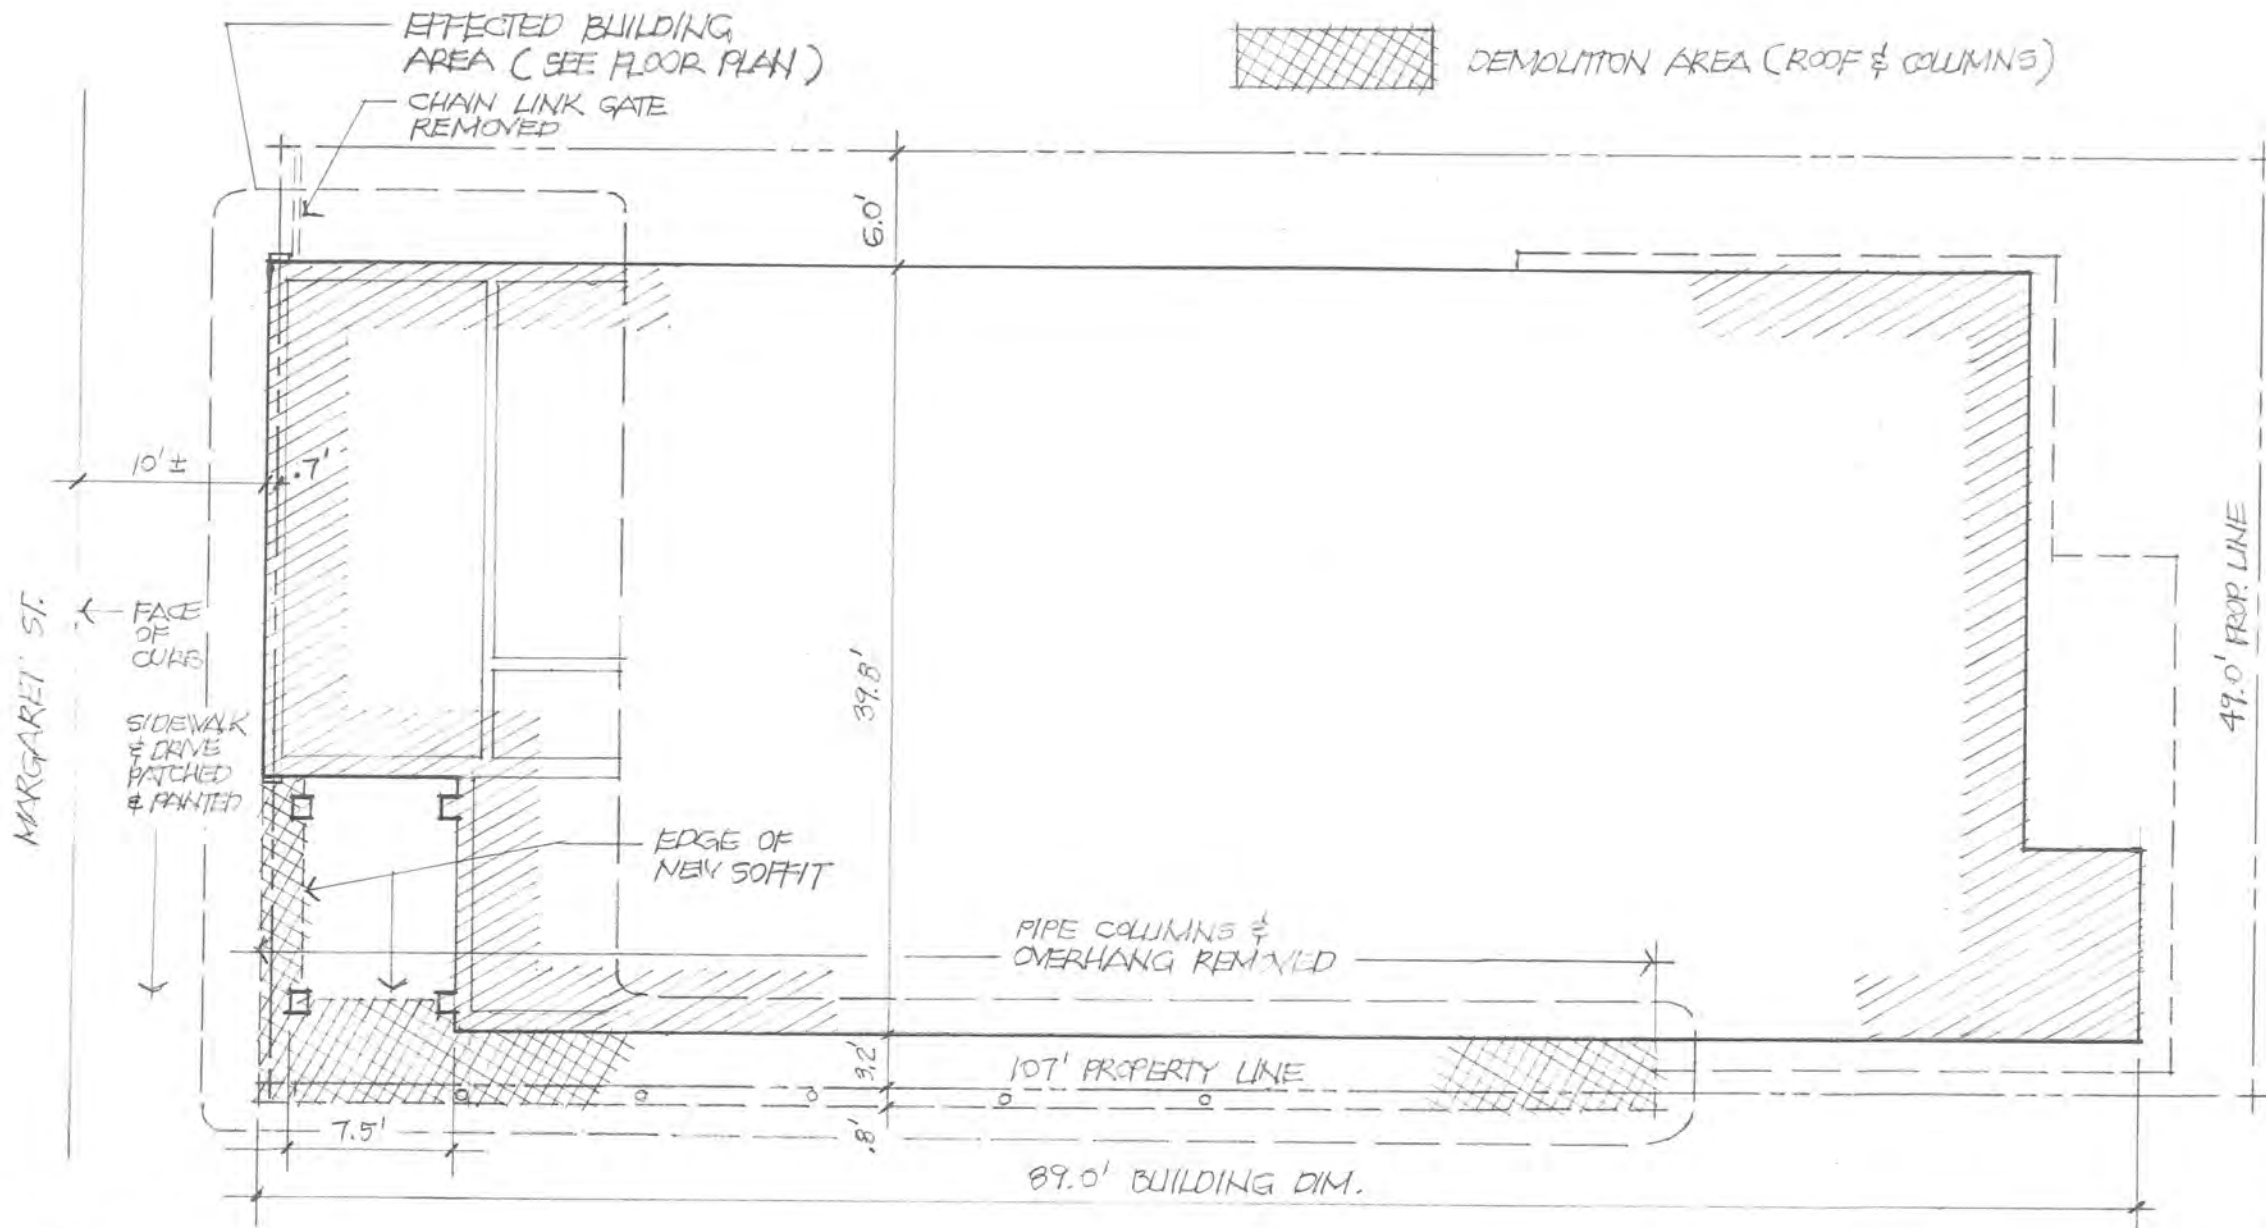 EFFECTED BUILDING
AREA (SEE FLOOR PLAN)
CHAIN LINK GATE
REMOVED
DEMOLITION AREA (ROOF & COLUMNS)
6.0'
10' ±
.7'
MARGARET ST.
FACE
OF
CURB
SIDEWALK
& DRIVE
PATCHED
& PAINTED
39.8'
49.0' PROP. LINE
EDGE OF
NEW SOFFIT
PIPE COLUMNS &
OVERHANG REMOVED
3.2'
107' PROPERTY LINE
7.5'
.8'
89.0' BUILDING DIM.